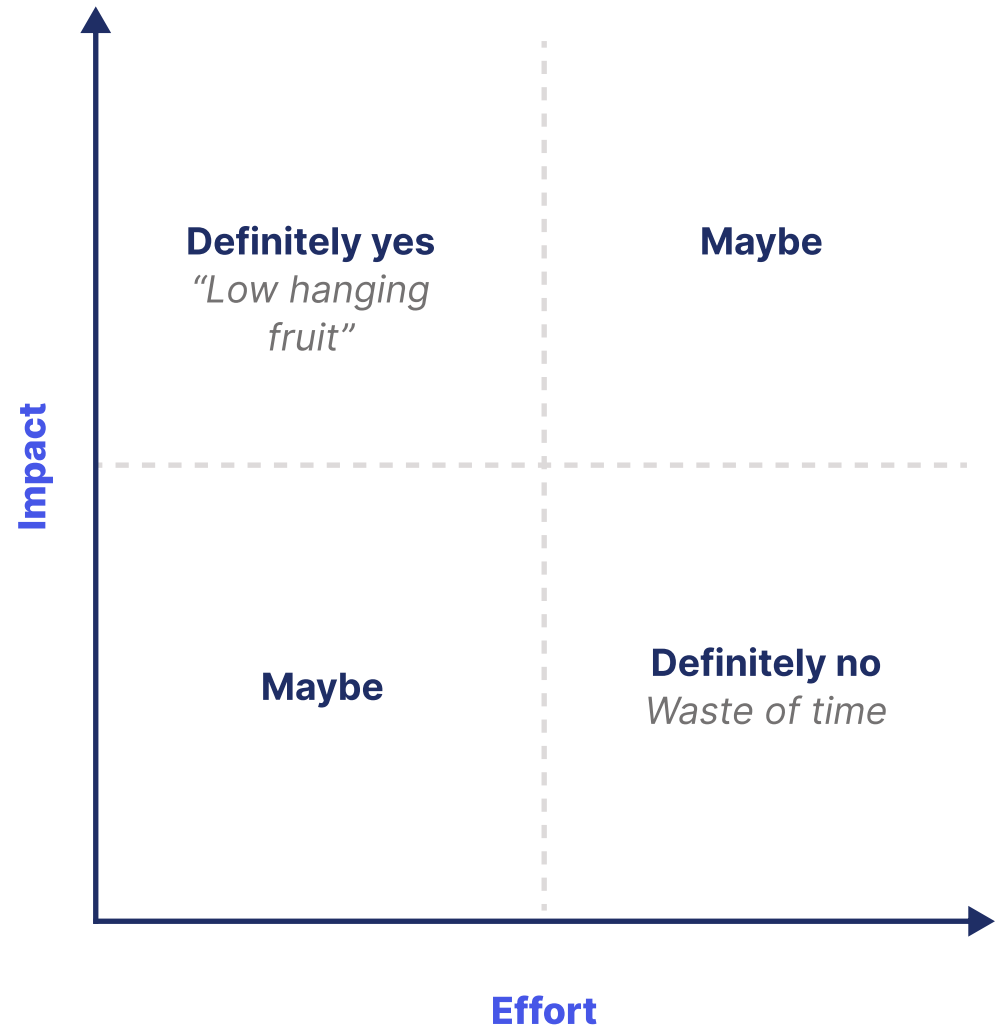 Definitely yes
“Low hanging
fruit”
Maybe
Impact
Maybe
Definitely no
Waste of time
Effort